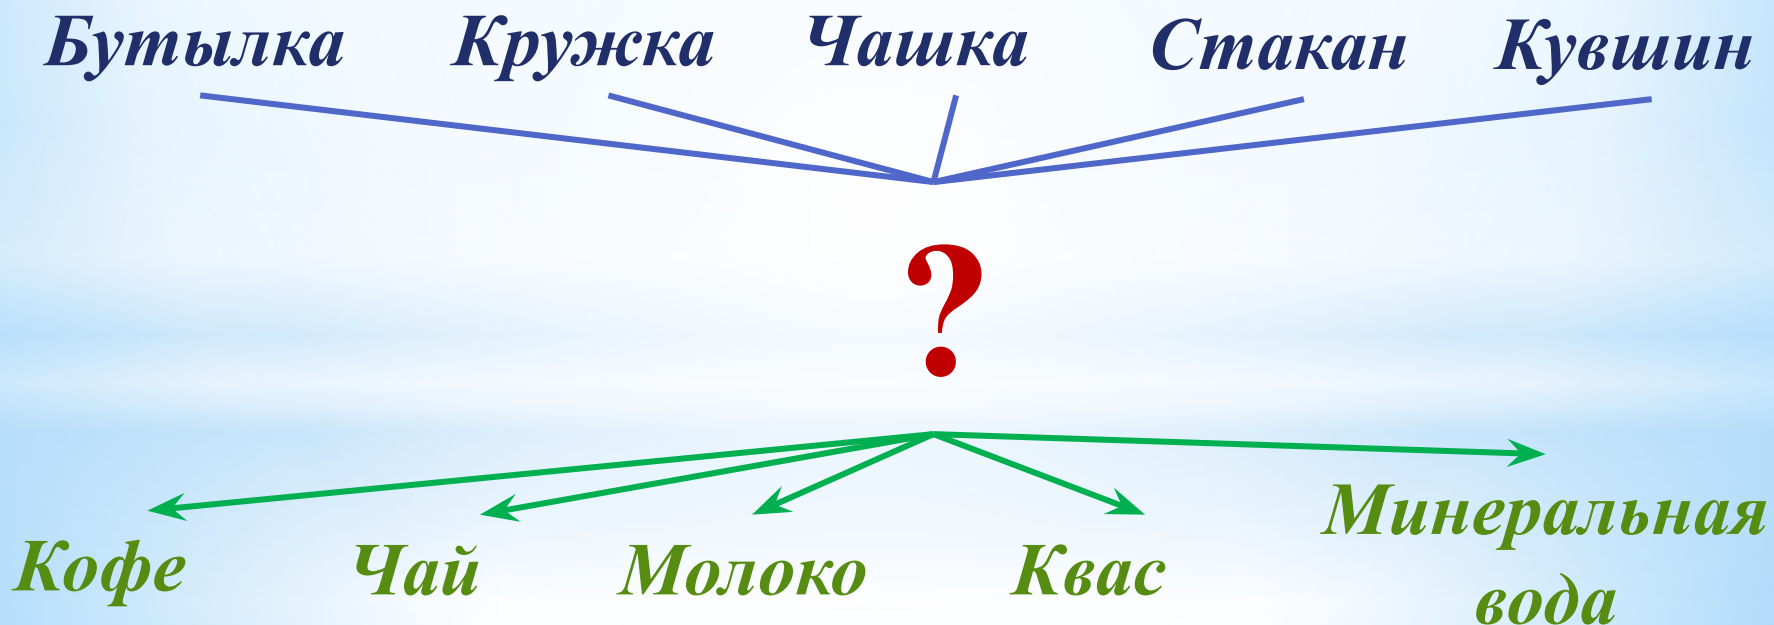 Бутылка Кружка Чашка Стакан Кувшин
?
Кофе Чай Молоко Квас Минеральная
вода